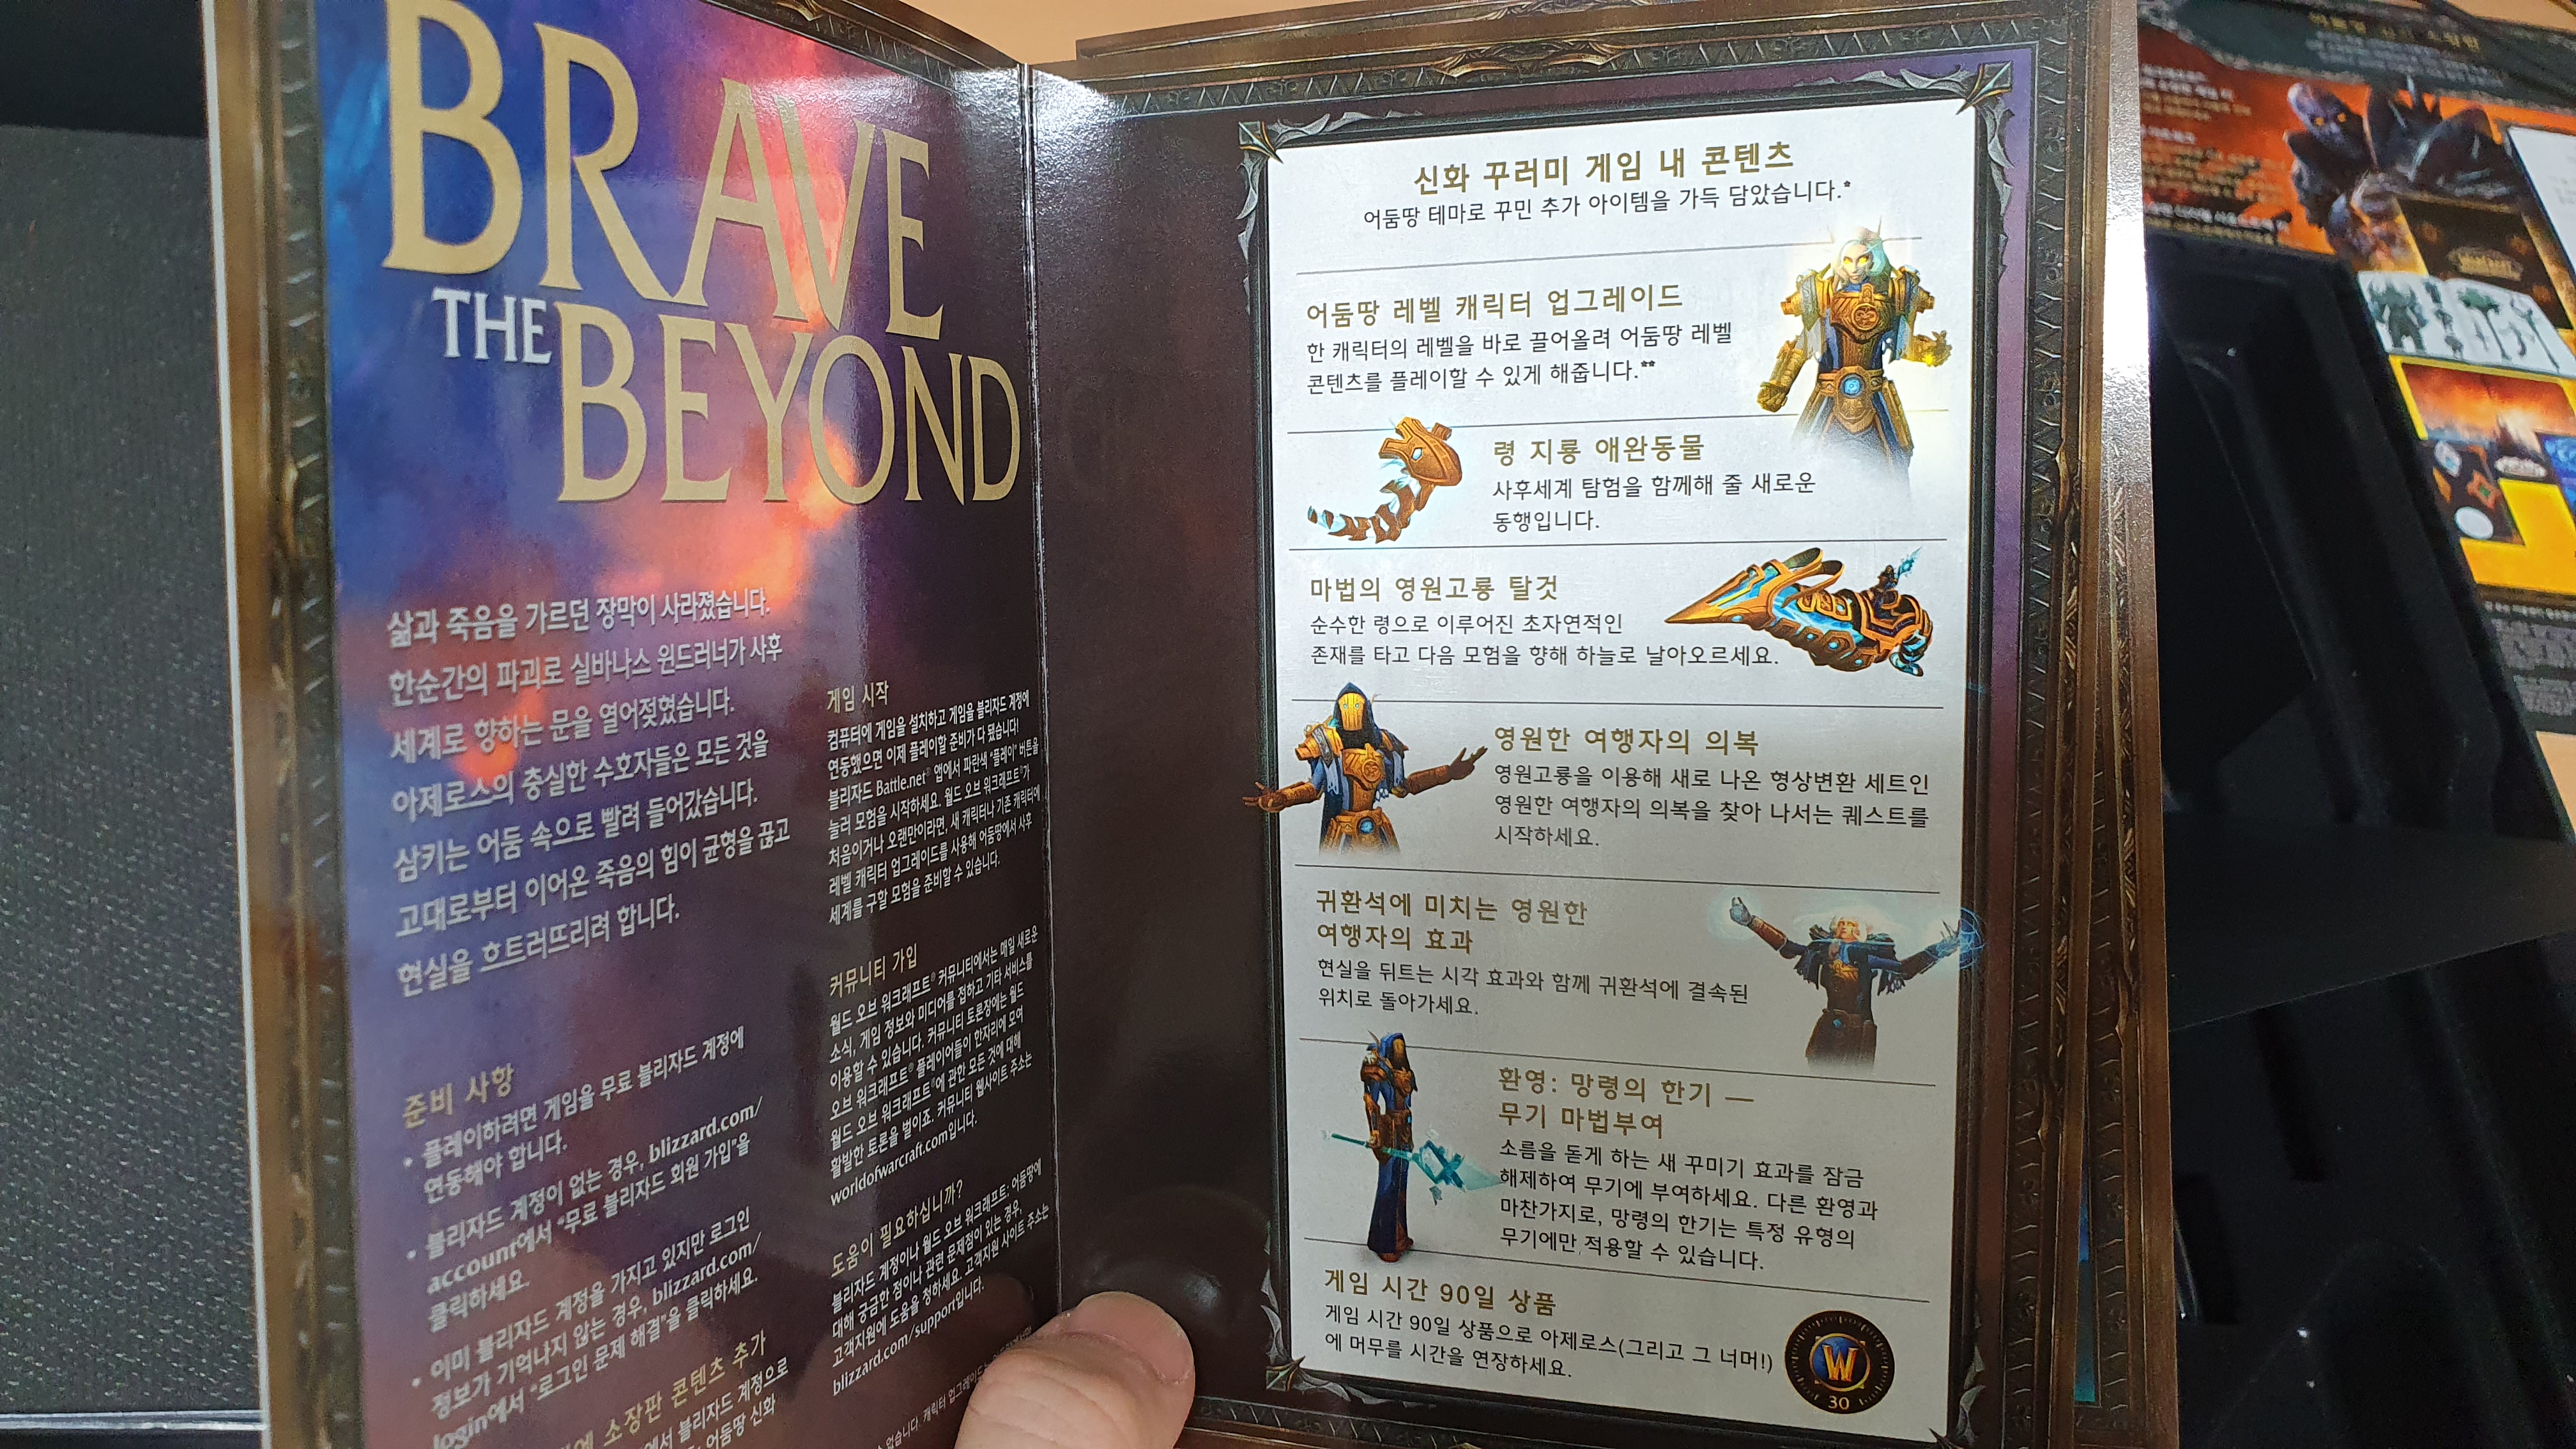 BRAVE
THE BEYOND
삶과 죽음을 가르던 장막이 사라졌습니다.
한순간의 파괴로 실바나스 윈드러너가 사후
세계로 향하는 문을 열어젖혔습니다.
아제로스의 충실한 수호자들은 모든 것을
삼키는 어둠 속으로 빨려 들어갔습니다.
고대로부터 이어온 죽음의 힘이 균형을 끊고
현실을 흐트러뜨리려 합니다.
준비 사항
• 플레이하려면 게임을 무료 블리자드 계정에
연동해야 합니다.
• 블리자드 계정이 없는 경우, blizzard.com/
account에서 "무료 블리자드 회원 가입"을
클릭하세요.
• 이미 블리자드 계정을 가지고 있지만 로그인
정보가 기억나지 않는 경우, blizzard.com/
login에서 "로그인 문제 해결"을 클릭하세요.
소장판 콘텐츠 추가
블리자드 계정으로
어둠땅 신화
게임 시작
컴퓨터에 게임을 설치하고 게임을 블리자드 계정에
연동했으면 이제 플레이할 준비가 다 됐습니다!
블리자드 Battle.net® 앱에서 파란색 "플레이" 버튼을
눌러 모험을 시작하세요. 월드 오브 워크래프트®가
처음이거나 오랜만이라면, 새 캐릭터나 기존 캐릭터에
레벨 캐릭터 업그레이드를 사용해 어둠땅에서 사후
세계를 구할 모험을 준비할 수 있습니다.
커뮤니티 가입
월드 오브 워크래프트® 커뮤니티에서는 매일 새로운
소식, 게임 정보와 미디어를 접하고 기타 서비스를
이용할 수 있습니다. 커뮤니티 토론장에는 월드
오브 워크래프트® 플레이어들이 한자리에 모여
월드 오브 워크래프트®에 관한 모든 것에 대해
활발한 토론을 벌이죠. 커뮤니티 웹사이트 주소는
worldofwarcraft.com입니다.
도움이 필요하십니까?
블리자드 계정이나 월드 오브 워크래프트: 어둠땅에
대해 궁금한 점이나 관련 문제점이 있는 경우,
고객지원에 도움을 청하세요. 고객지원 사이트 주소는
blizzard.com/support입니다.
없습니다. 캐릭터 업그레이드는
신화 꾸러미 게임 내 콘텐츠
어둠땅 테마로 꾸민 추가 아이템을 가득 담았습니다.*
어둠땅 레벨 캐릭터 업그레이드
한 캐릭터의 레벨을 바로 끌어올려 어둠땅 레벨
콘텐츠를 플레이할 수 있게 해줍니다.**
령 지룡 애완동물
사후세계 탐험을 함께해 줄 새로운
동행입니다.
마법의 영원고룡 탈것
순수한 령으로 이루어진 초자연적인
존재를 타고 다음 모험을 향해 하늘로 날아오르세요.
영원한 여행자의 의복
영원고룡을 이용해 새로 나온 형상변환 세트인
영원한 여행자의 의복을 찾아 나서는 퀘스트를
시작하세요.
귀환석에 미치는 영원한
여행자의 효과
현실을 뒤트는 시각 효과와 함께 귀환석에 결속된
위치로 돌아가세요.
환영: 망령의 한기 —
무기 마법부여
소름을 돋게 하는 새 꾸미기 효과를 잠금
해제하여 무기에 부여하세요. 다른 환영과
마찬가지로, 망령의 한기는 특정 유형의
무기에만 적용할 수 있습니다.
게임 시간 90일 상품
게임 시간 90일 상품으로 아제로스(그리고 그 너머!)
에 머무를 시간을 연장하세요.
W
30